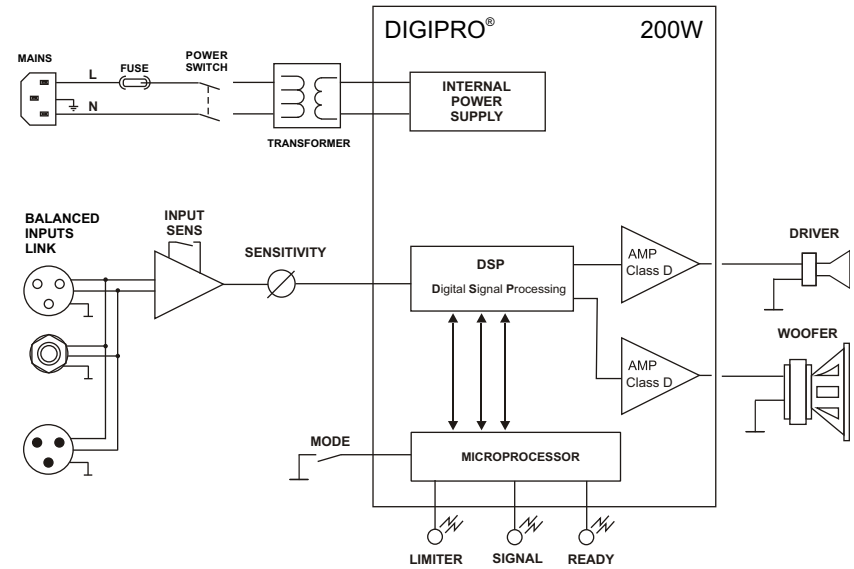 DIGIPRO® 200W
MAINS
L
FUSE
POWER
SWITCH
N
TRANSFORMER
INTERNAL
POWER
SUPPLY
BALANCED
INPUTS
LINK
INPUT
SENS
SENSITIVITY
DSP
Digital Signal Processing
AMP
Class D
DRIVER
AMP
Class D
WOOFER
MODE
MICROPROCESSOR
LIMITER
SIGNAL
READY